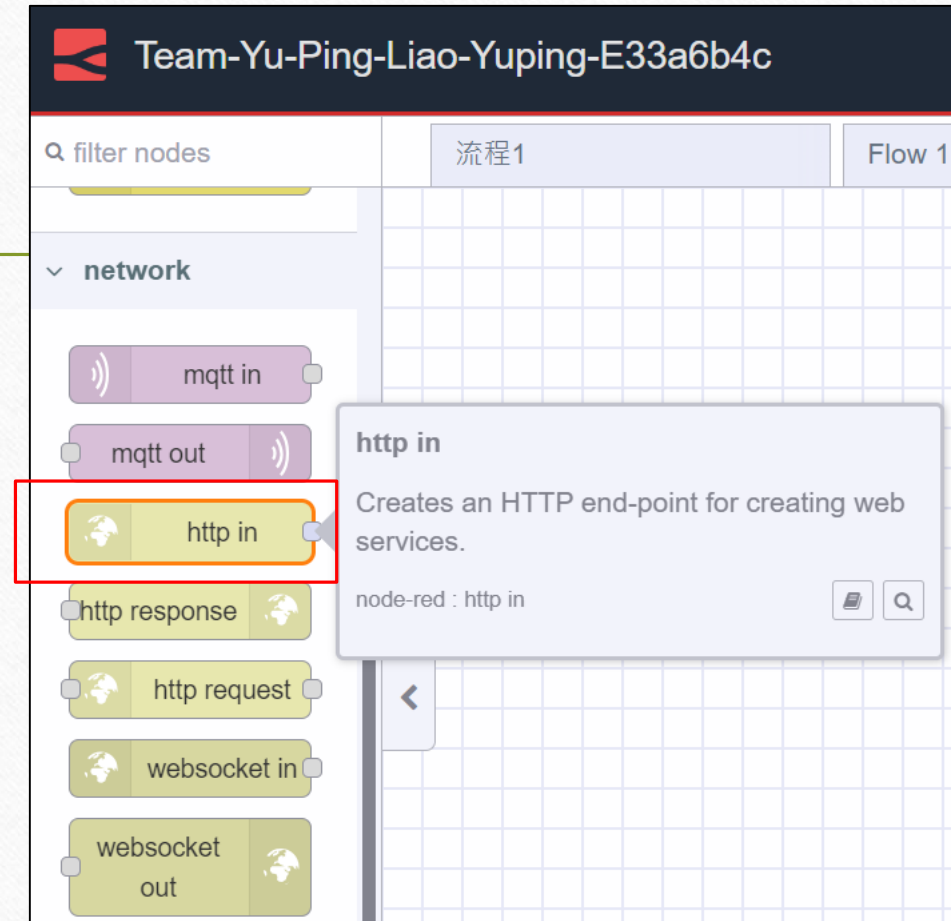 Team-Yu-Ping-Liao-Yuping-E33a6b4c
filter nodes
流程1
Flow 1
network
mqtt in
mqtt out
http in
http response
http request
websocket in
websocket
out
http in
Creates an HTTP end-point for creating web
services.
node-red : http in